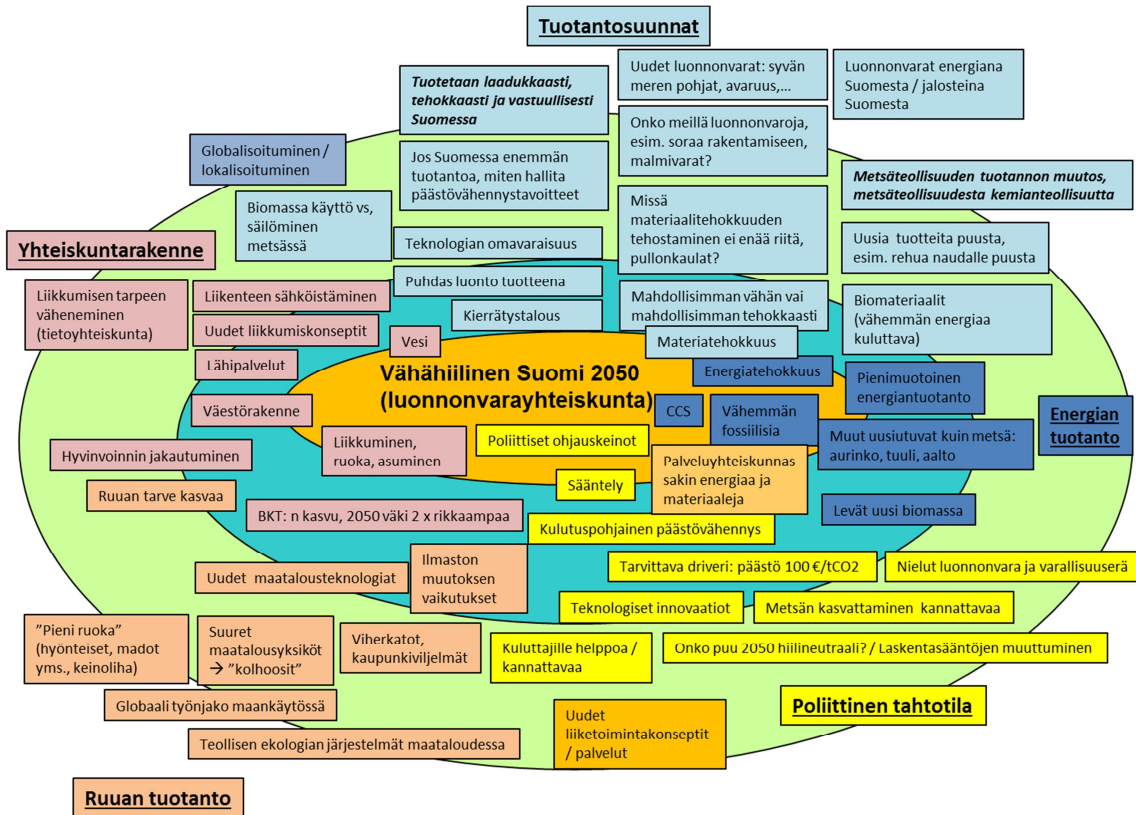 Tuotantosuunnat
Tuotetaan laadukkaasti,
tehokkaasti ja vastuullisesti
Suomessa
Uudet luonnonvarat: syvän
meren pohjat, avaruus,...
Luonnonvarat energiana
Suomesta / jalosteina
Suomesta
Globalisoituminen /
lokalisoituminen
Jos Suomessa enemmän
tuotantoa, miten hallita
päästövähennystavoitteet
Onko meillä luonnonvaroja,
esim. soraa rakentamiseen,
malmivarat?
Metsäteollisuuden tuotannon muutos,
metsäteollisuudesta kemianteollisuutta
Biomassa käyttö vs,
säilöminen
metsässä
Missä
materiaalitehokkuuden
tehostaminen ei enää riitä,
pullonkaulat?
Teknologian omavaraisuus
Uusia tuotteita puusta,
esim. rehua naudalle puusta
Yhteiskuntarakenne
Puhdas luonto tuotteena
Liikkumisen tarpeen
väheneminen
(tietoyhteiskunta)
Liikenteen sähköistäminen
Kierrätystalous
Mahdollisimman vähän vai
mahdollisimman tehokkaasti
Biomateriaalit
(vähemmän energiaa
kuluttava)
Uudet liikkumiskonseptit
Vesi
Materiatehokkuus
Lähipalvelut
Vähähiilinen Suomi 2050
(luonnonvarayhteiskunta)
Energiatehokkuus
Pienimuotoinen
energiantuotanto
Väestörakenne
CCS
Vähemmän
fossiilisia
Energian
tuotanto
Liikkuminen,
ruoka, asuminen
Poliittiset ohjauskeinot
Muut uusiutuvat kuin metsä:
aurinko, tuuli, aalto
Hyvinvoinnin jakautuminen
Palveluyhteiskunnas
sakin energiaa ja
materiaaleja
Ruuan tarve kasvaa
Sääntely
BKT: n kasvu, 2050 väki 2 x rikkaampaa
Kulutuspohjainen päästövähennys
Levät uusi biomassa
Uudet maatalousteknologiat
Ilmaston
muutoksen
vaikutukset
Tarvittava driveri: päästö 100 €/tCO2
Nielut luonnonvara ja varallisuuserä
Teknologiset innovaatiot
Metsän kasvattaminen kannattavaa
”Pieni ruoka”
(hyönteiset, madot
yms., keinoliha)
Suuret
maatalousyksiköt
→ ”kolhoosit”
Viherkatot,
kaupunkiviljelmät
Kuluttajille helppoa /
kannattavaa
Onko puu 2050 hiilineutraali? / Laskentasääntöjen muuttuminen
Globaali työnjako maankäytössä
Uudet
liiketoimintakonseptit
/ palvelut
Poliittinen tahtotila
Teollisen ekologian järjestelmät maataloudessa
Ruuan tuotanto